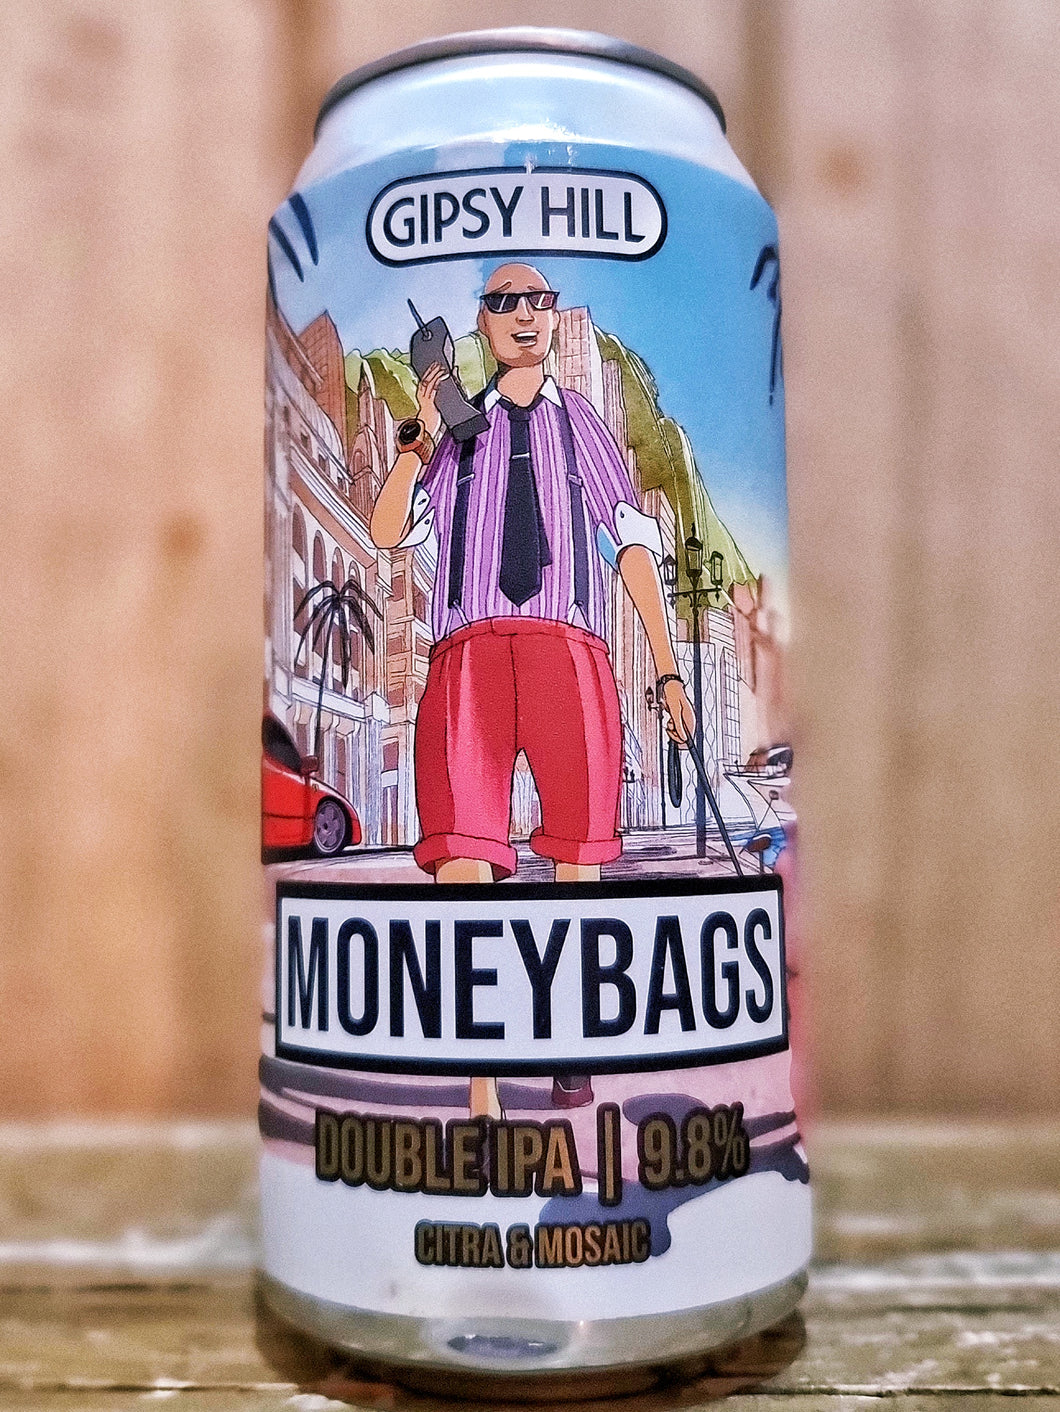 GIPSY HILL
MONEYBAGS
DOUBLE IPA | 9.8%
CITRA & MOSAIC